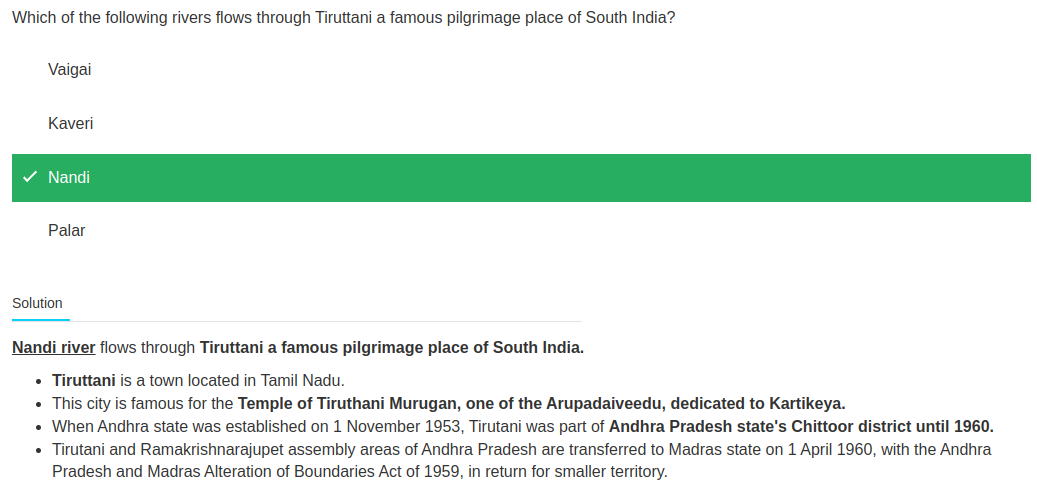 Which of the following rivers flows through Tiruttani a famous pilgrimage place of South India?
Vaigai
Kaveri
Nandi
Palar
Solution
Nandi river flows through Tiruttani a famous pilgrimage place of South India.
Tiruttani is a town located in Tamil Nadu.
This city is famous for the Temple of Tiruthani Murugan, one of the Arupadaiveedu, dedicated to Kartikeya.
When Andhra state was established on 1 November 1953, Tirutani was part of Andhra Pradesh state's Chittoor district until 1960.
Tirutani and Ramakrishnarajupet assembly areas of Andhra Pradesh are transferred to Madras state on 1 April 1960, with the Andhra
Pradesh and Madras Alteration of Boundaries Act of 1959, in return for smaller territory.